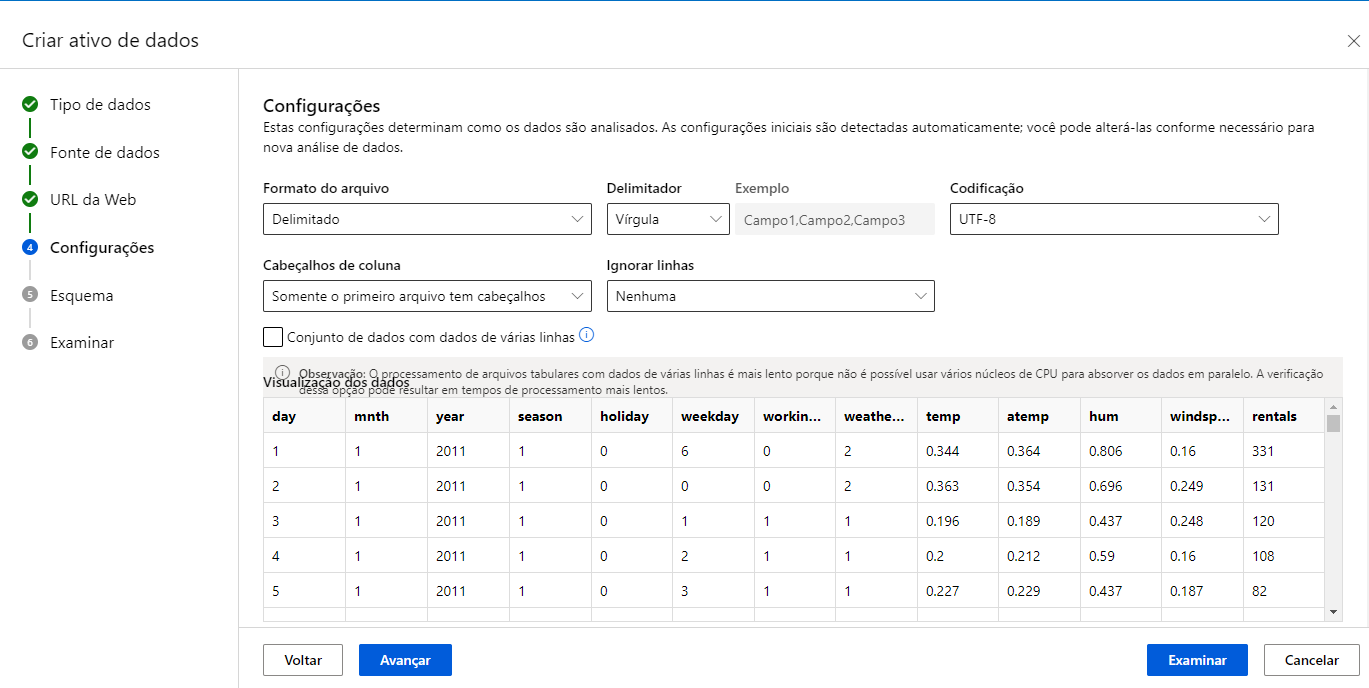 Criar ativo de dados
Tipo de dados
Fonte de dados
URL da Web
4 Configurações
5 Esquema
6 Examinar
Configurações
Estas configurações determinam como os dados são analisados. As configurações iniciais são detectadas automaticamente; você pode alterá-las conforme necessário para
nova análise de dados.
Formato do arquivo Delimitador Exemplo Codificação
Delimitado Vírgula Campo1,Campo2,Campo3 UTF-8
Cabeçalhos de coluna Ignorar linhas
Somente o primeiro arquivo tem cabeçalhos Nenhuma
Conjunto de dados com dados de várias linhas
Observação: O processamento de arquivos tabulares com dados de várias linhas é mais lento porque não é possível usar vários núcleos de CPU para absorver os dados em paralelo. A verificação
Visualização dos dados
dessa opção pode resultar em tempos de processamento mais lentos.
day mnth year season holiday weekday workin... weathe... temp atemp hum windsp... rentals
1 1 2011 1 0 6 0 2 0.344 0.364 0.806 0.16 331
2 1 2011 1 0 0 0 2 0.363 0.354 0.696 0.249 131
3 1 2011 1 0 1 1 1 0.196 0.189 0.437 0.248 120
4 1 2011 1 0 2 1 1 0.2 0.212 0.59 0.16 108
5 1 2011 1 0 3 1 1 0.227 0.229 0.437 0.187 82
Voltar Avançar Examinar Cancelar